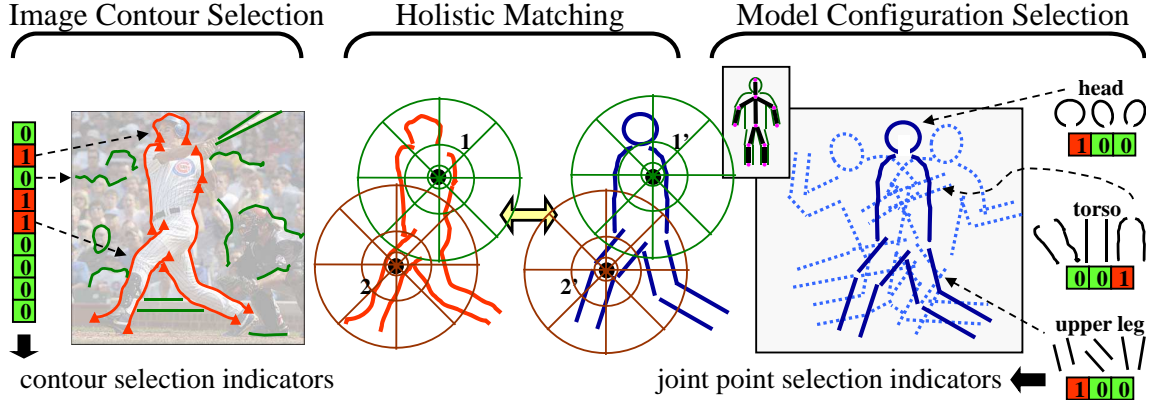 Image Contour Selection
Holistic Matching
Model Configuration Selection
0
1
0
1
1
0
0
0
0
contour selection indicators
1
2
1’
2’
head
1 0 0
torso
0 0 1
upper leg
1 0 0
joint point selection indicators